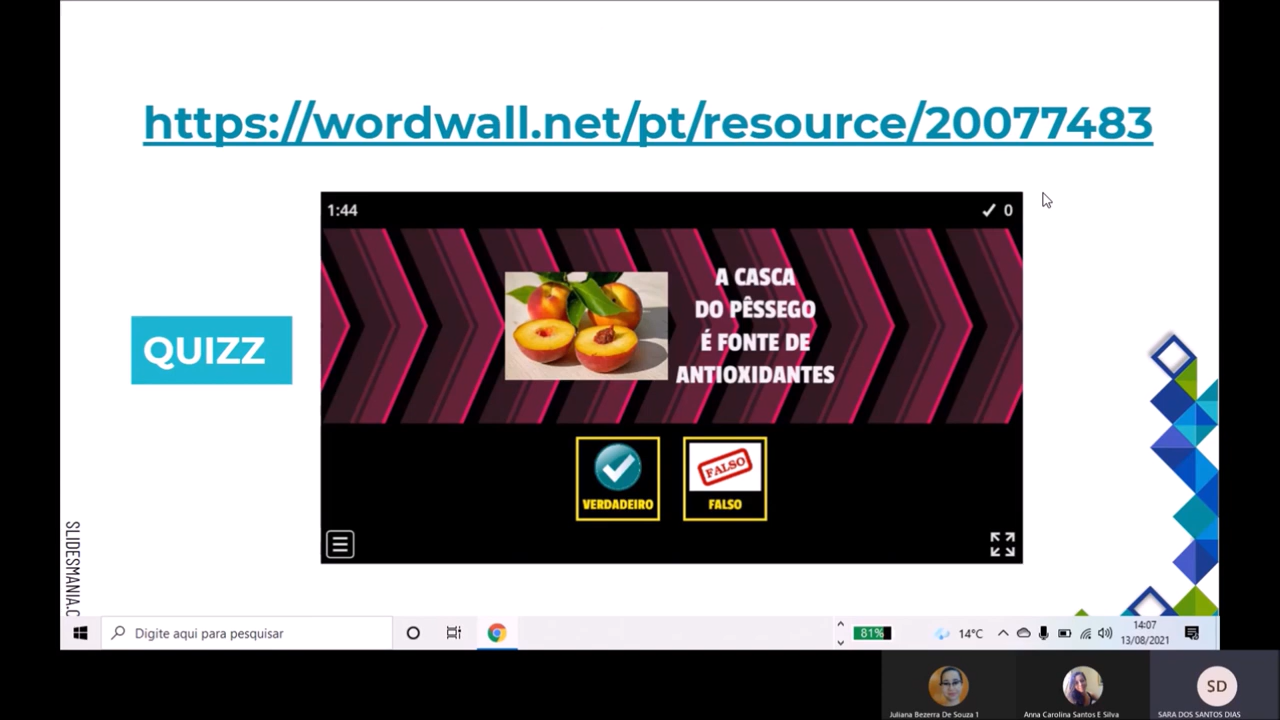 https://wordwall.net/pt/resource/20077483
1:44
0
A CASCA
DO PÊSSEGO
É FONTE DE
ANTIOXIDANTES
QUIZZ
FALSO
VERDADEIRO
FALSO
SLIDESMANIA.C
Digite aqui para pesquisar
81%
14°C
14:07
13/08/2021
Juliana Bezerra De Souza 1
Anna Carolina Santos E Silva
SD
SARA DOS SANTOS DIAS